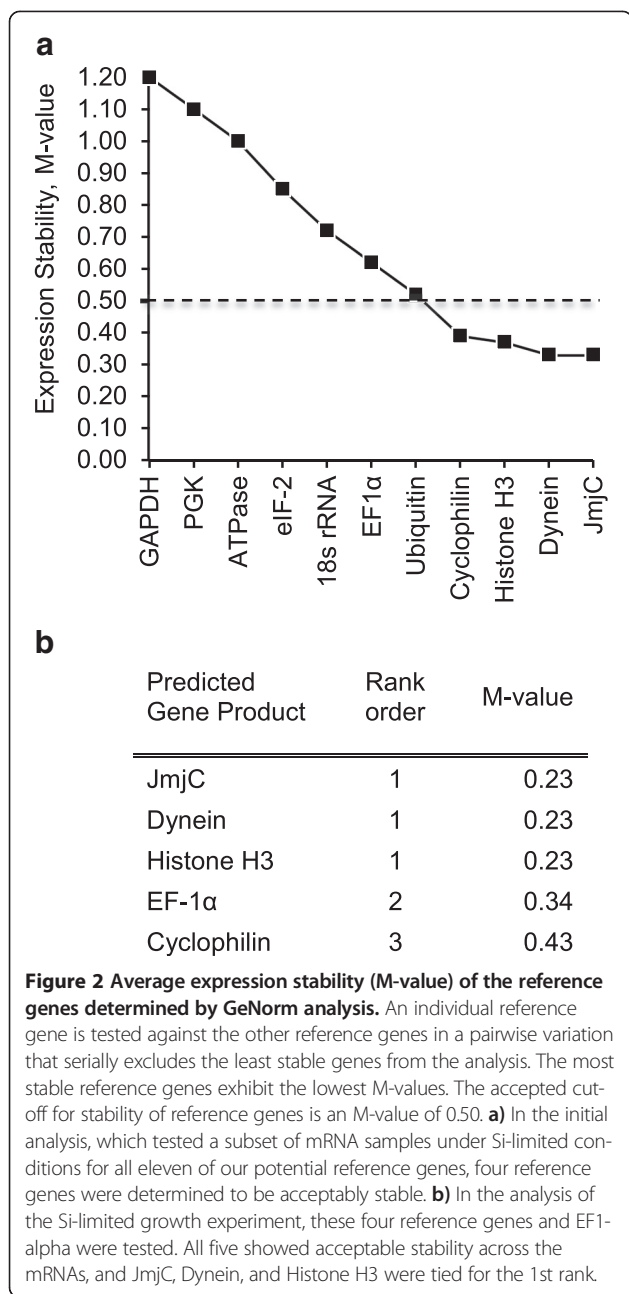 a
Expression Stability, M-value
1.20
1.10
1.00
0.90
0.80
0.70
0.60
0.50
0.40
0.30
0.20
0.10
0.00
GAPDH
PGK
ATPase
eIF-2
18s rRNA
EF1α
Ubiquitin
Cyclophilin
Histone H3
Dynein
JmjC
b
Predicted Gene Product Rank order M-value
JmjC 1 0.23
Dynein 1 0.23
Histone H3 1 0.23
EF-1α 2 0.34
Cyclophilin 3 0.43
Figure 2 Average expression stability (M-value) of the reference
genes determined by GeNorm analysis. An individual reference
gene is tested against the other reference genes in a pairwise variation
that serially excludes the least stable genes from the analysis. The most
stable reference genes exhibit the lowest M-values. The accepted cut-
off for stability of reference genes is an M-value of 0.50. a) In the initial
analysis, which tested a subset of mRNA samples under Si-limited con-
ditions for all eleven of our potential reference genes, four reference
genes were determined to be acceptably stable. b) In the analysis of
the Si-limited growth experiment, these four reference genes and EF1-
alpha were tested. All five showed acceptable stability across the
mRNAs, and JmjC, Dynein, and Histone H3 were tied for the 1st rank.